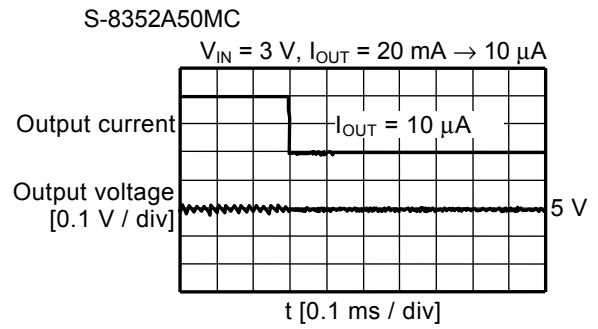 S-8352A50MC
V_IN = 3 V, I_OUT = 20 mA → 10 μA
Output current
I_OUT = 10 μA
Output voltage
[0.1 V / div]
5 V
t [0.1 ms / div]